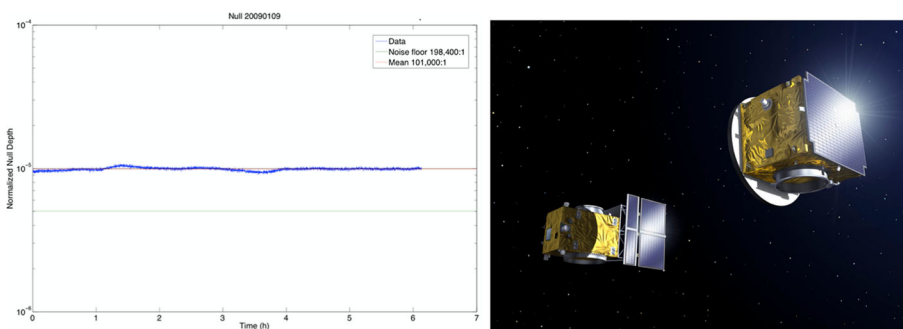 Null 20090109
10⁻⁴
Data
Noise floor 198,400:1
Mean 101,000:1
Normalized Null Depth
10⁻⁵
10⁻⁶
0 1 2 3 4 5 6 7
Time (h)